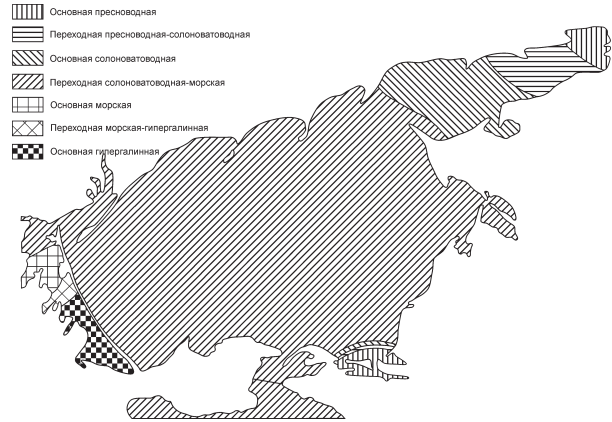 Основная пресноводная
Переходная пресноводная-солоноватоводная
Основная солоноватоводная
Переходная солоноватоводная-морская
Основная морская
Переходная морская-гипергалинная
Основная гипергалинная